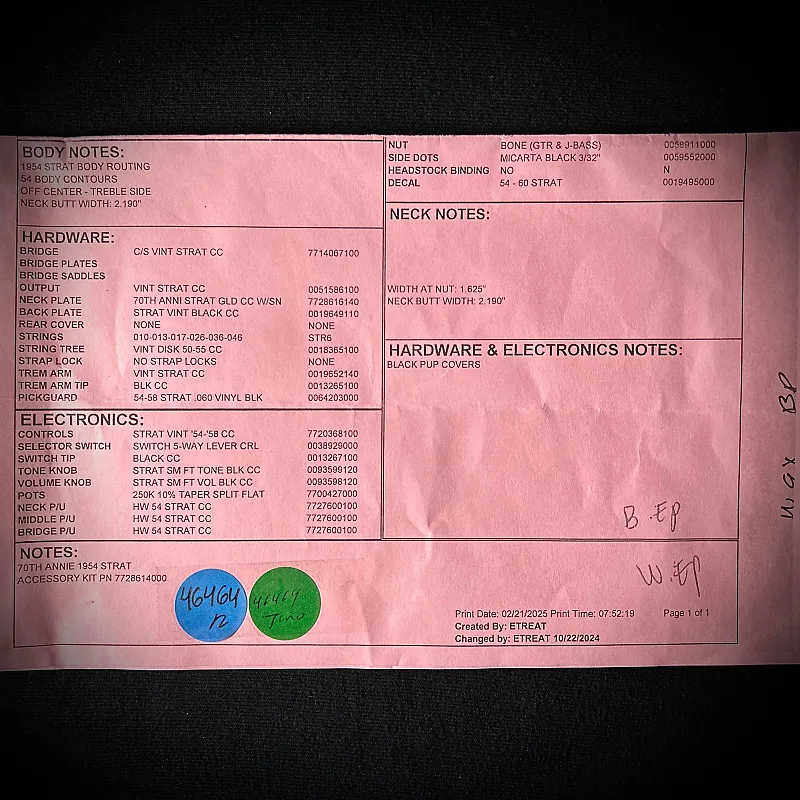 BODY NOTES:
1954 STRAT BODY ROUTING
54 BODY CONTOURS
OFF CENTER - TREBLE SIDE
NECK BUTT WIDTH: 2.190"
HARDWARE:
BRIDGE C/S VINT STRAT CC 7714067100
BRIDGE PLATES
BRIDGE SADDLES
OUTPUT VINT STRAT CC 0051586100
NECK PLATE 70TH ANNI STRAT GLD CC W/SN 7728616140
BACK PLATE STRAT VINT BLACK CC 0019649110
REAR COVER NONE NONE
STRINGS 010-013-017-026-036-046 STR6
STRING TREE VINT DISK 50-55 CC 0018365100
STRAP LOCK NO STRAP LOCKS NONE
TREM ARM VINT STRAT CC 0019652140
TREM ARM TIP BLK CC 0013265100
PICKGUARD 54-58 STRAT .060 VINYL BLK 0064203000
ELECTRONICS:
CONTROLS STRAT VINT '54-'58 CC 7720368100
SELECTOR SWITCH SWITCH 5-WAY LEVER CRL 0038929000
SWITCH TIP BLACK CC 0013267100
TONE KNOB STRAT SM FT TONE BLK CC 0093599120
VOLUME KNOB STRAT SM FT VOL BLK CC 0093598120
POTS 250K 10% TAPER SPLIT FLAT 7700427000
NECK P/U HW 54 STRAT CC 7727600100
MIDDLE P/U HW 54 STRAT CC 7727600100
BRIDGE P/U HW 54 STRAT CC 7727600100
NUT BONE (GTR & J-BASS) 0058911000
SIDE DOTS MICARTA BLACK 3/32" 0059552000
HEADSTOCK BINDING NO N
DECAL 54 - 60 STRAT 0019495000
NECK NOTES:
WIDTH AT NUT: 1.625"
NECK BUTT WIDTH: 2.190"
HARDWARE & ELECTRONICS NOTES:
BLACK PUP COVERS
B.EP
NOTES:
70TH ANNIE 1954 STRAT
ACCESSORY KIT PN 7728614000
46464
46464
W.EP
Print Date: 02/21/2025 Print Time: 07:52:19 Page 1 of 1
Created By: ETREAT
Changed by: ETREAT 10/22/2024